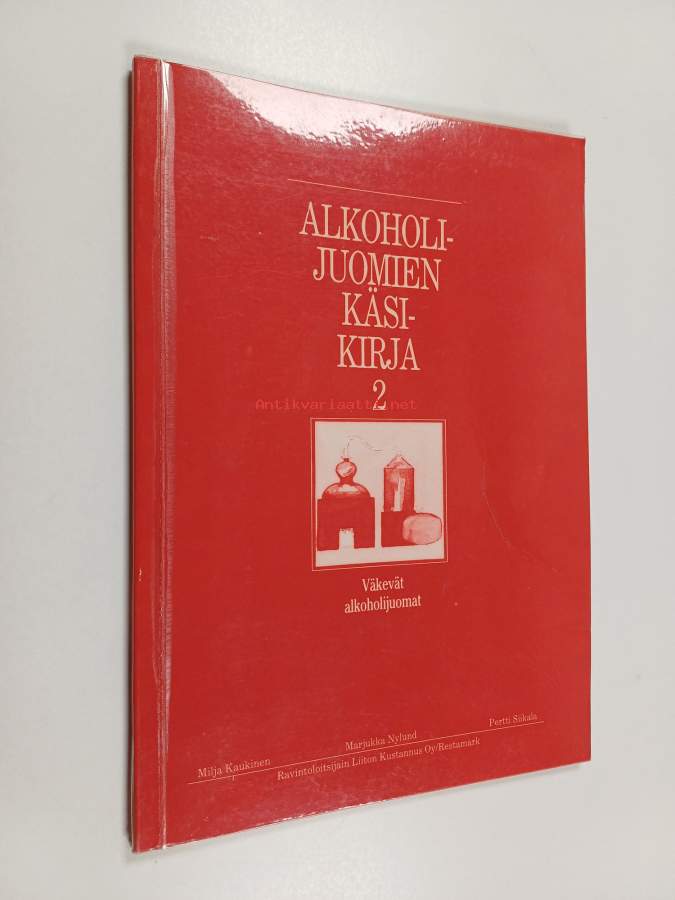 ALKOHOLI-
JUOMIEN
KÄSI-
KIRJA
2
Antikvariaatti.net
Väkevät
alkoholijuomat
Milja Kaukinen Marjukka Nylund Pertti Siikala
Ravintoloitsijain Liiton Kustannus Oy/Restamark